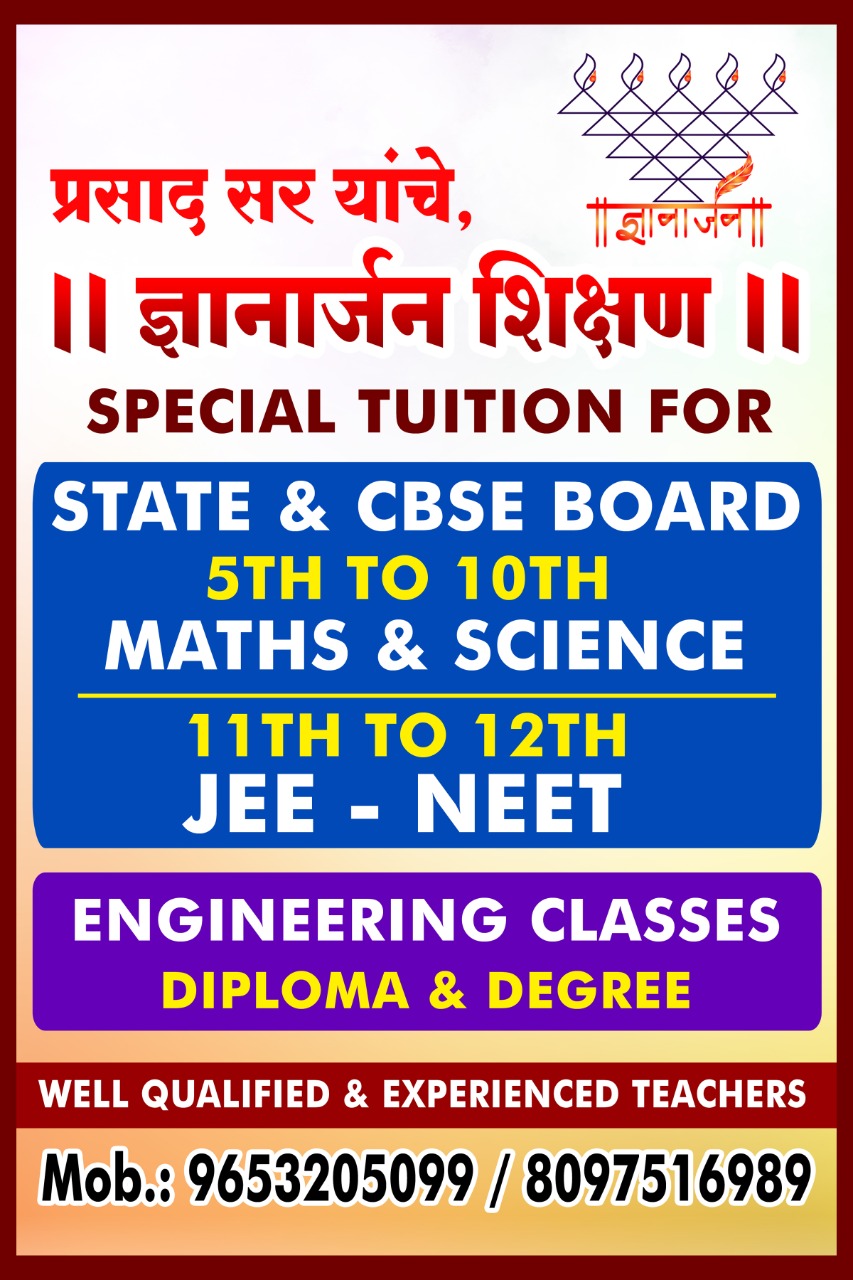 ॥ज्ञानार्जन॥
प्रसाद सर यांचे,
॥ ज्ञानार्जन शिक्षण ॥
SPECIAL TUITION FOR
STATE & CBSE BOARD
5TH TO 10TH
MATHS & SCIENCE
11TH TO 12TH
JEE - NEET
ENGINEERING CLASSES
DIPLOMA & DEGREE
WELL QUALIFIED & EXPERIENCED TEACHERS
Mob.: 9653205099 / 8097516989